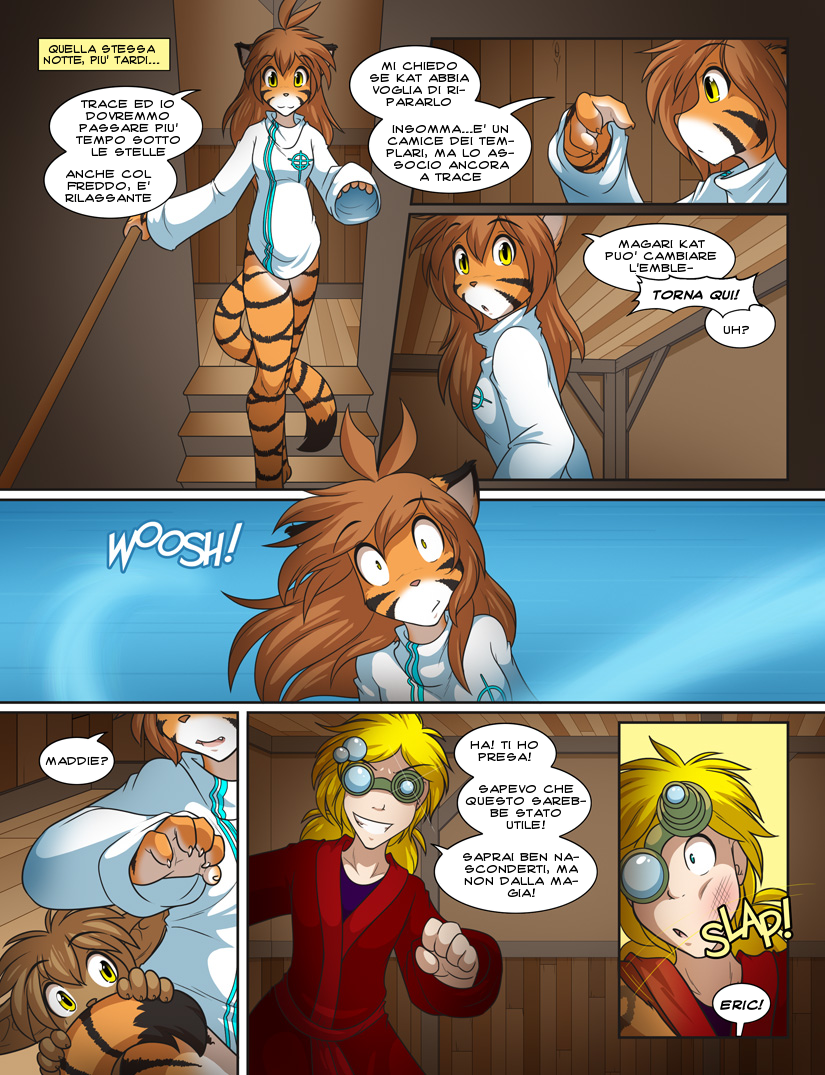 QUELLA STESSA
NOTTE, PIU' TARDI...
TRACE ED IO
DOVREMMO
PASSARE PIU'
TEMPO SOTTO
LE STELLE
ANCHE COL
FREDDO, E'
RILASSANTE
MI CHIEDO
SE KAT ABBIA
VOGLIA DI RI-
PARARLO
INSOMMA...E' UN
CAMICE DEI TEM-
PLARI, MA LO AS-
SOCIO ANCORA
A TRACE
MAGARI KAT
PUO' CAMBIARE
L'EMBLE-
TORNA QUI!
UH?
WOOSH!
MADDIE?
HA! TI HO
PRESA!
SAPEVO CHE
QUESTO SAREB-
BE STATO
UTILE!
SAPRAI BEN NA-
SCONDERTI, MA
NON DALLA MA-
GIA!
SLAP!
ERIC!